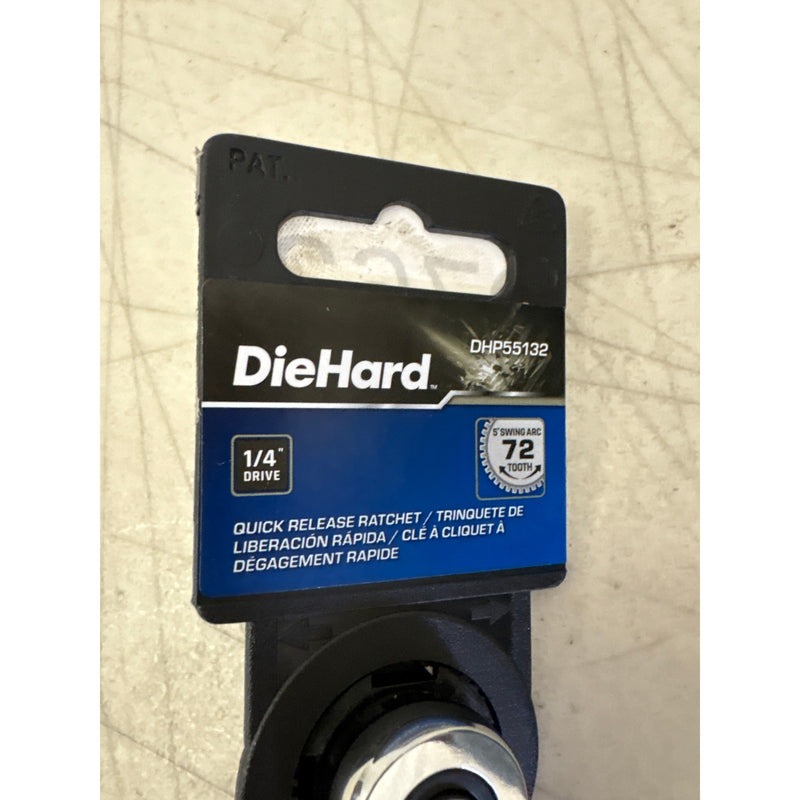 PAT.
DieHard™
DHP55132
1/4" DRIVE
5° SWING ARC
72
TOOTH
QUICK RELEASE RATCHET / TRINQUETE DE
LIBERACIÓN RÁPIDA / CLÉ À CLIQUET À
DÉGAGEMENT RAPIDE